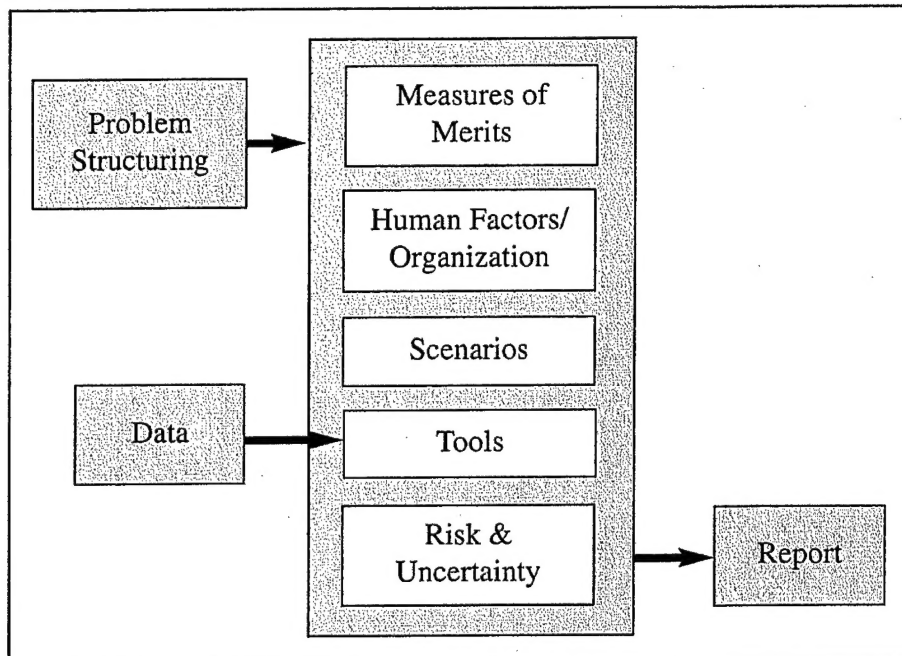 Problem
Structuring
Measures of
Merits
Human Factors/
Organization
Scenarios
Data
Tools
Risk &
Uncertainty
Report